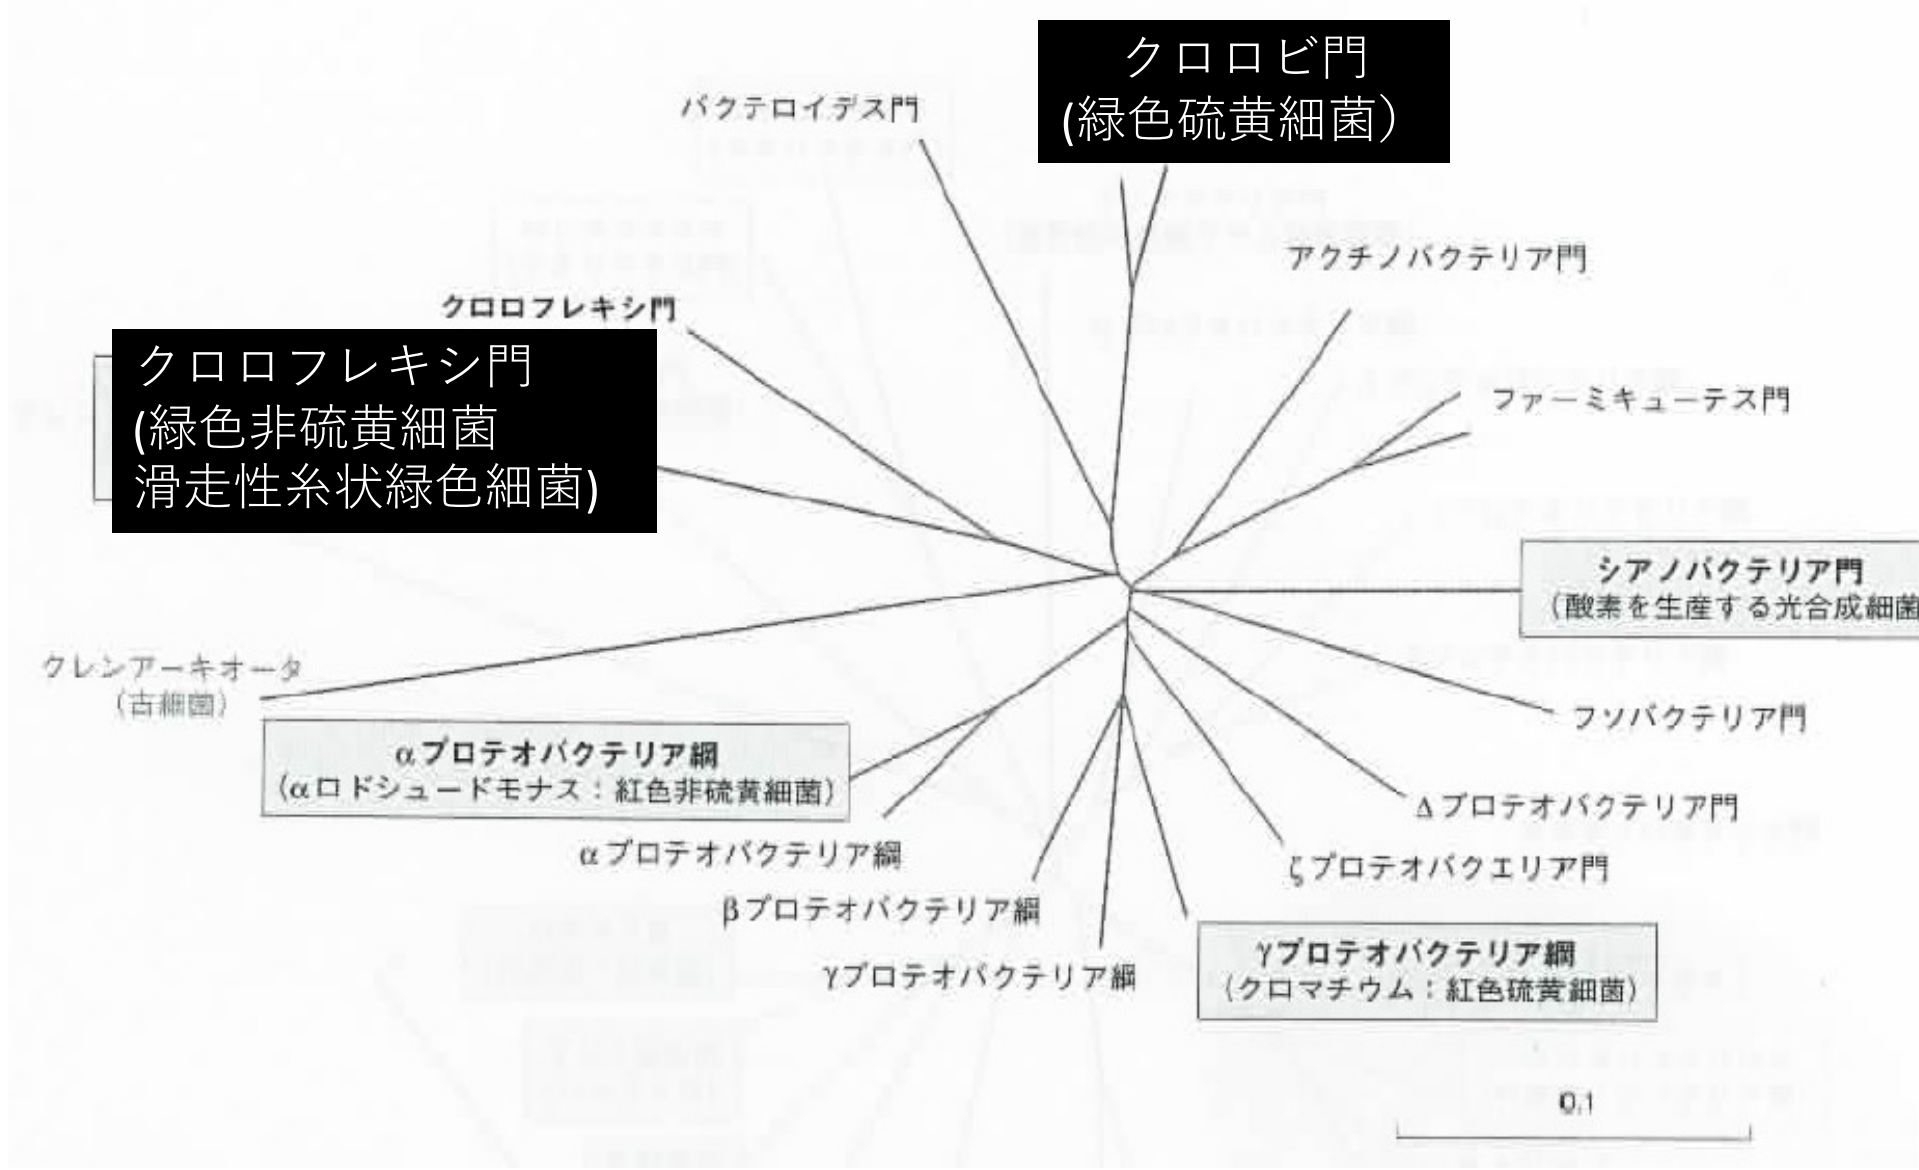 クロロビ門
(緑色硫黄細菌）
バクテロイデス門
アクチノバクテリア門
クロロフレキシ門
クロロフレキシ門
(緑色非硫黄細菌
滑走性糸状緑色細菌)
ファーミキューテス門
シアノバクテリア門
（酸素を生産する光合成細菌
クレンアーキオータ
（古細菌）
フソバクテリア門
αプロテオバクテリア綱
（αロドシュードモナス：紅色非硫黄細菌）
Δプロテオバクテリア門
αプロテオバクテリア綱
ζプロテオバクエリア門
βプロテオバクテリア綱
γプロテオバクテリア綱
γプロテオバクテリア綱
（クロマチウム：紅色硫黄細菌）
0.1